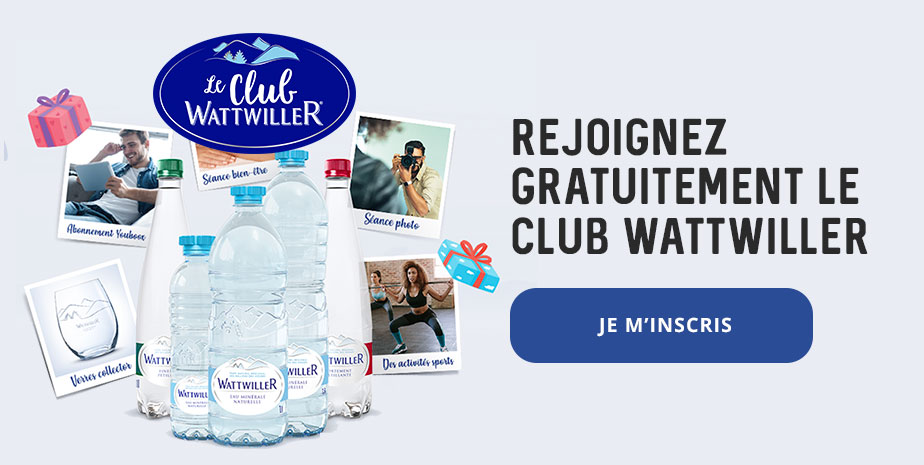 Le Club
WATTWILLER®
Séance bien-être
Abonnement Youboox
Séance photo
Verres collector
Des activités sports
WATTWILLER
EAU MINÉRALE
NATURELLE
1L
REJOIGNEZ
GRATUITEMENT LE
CLUB WATTWILLER
JE M’INSCRIS